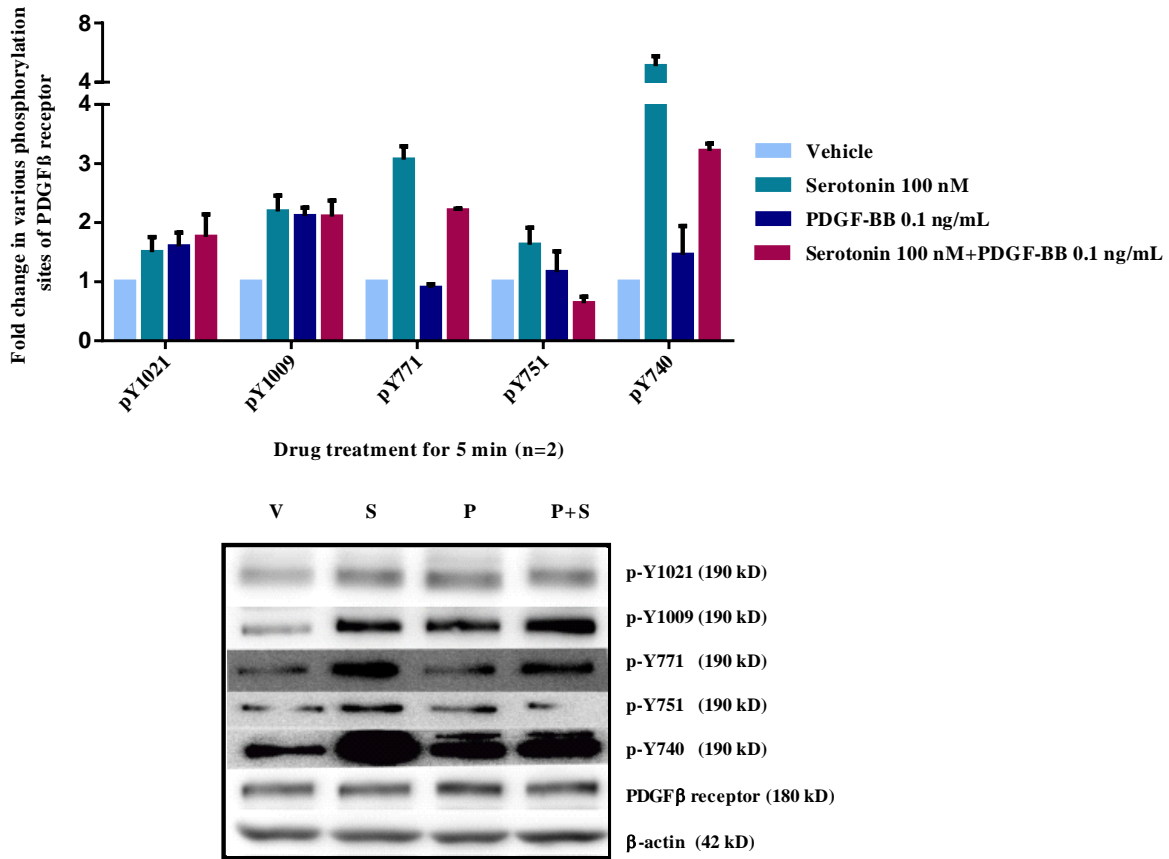 Fold change in various phosphorylation
sites of PDGFβ receptor
8
4
4
3
2
1
0
pY1021
pY1009
pY771
pY751
pY740
Drug treatment for 5 min (n=2)
Vehicle
Serotonin 100 nM
PDGF-BB 0.1 ng/mL
Serotonin 100 nM+PDGF-BB 0.1 ng/mL
V S P P+S
p-Y1021 (190 kD)
p-Y1009 (190 kD)
p-Y771 (190 kD)
p-Y751 (190 kD)
p-Y740 (190 kD)
PDGFβ receptor (180 kD)
β-actin (42 kD)